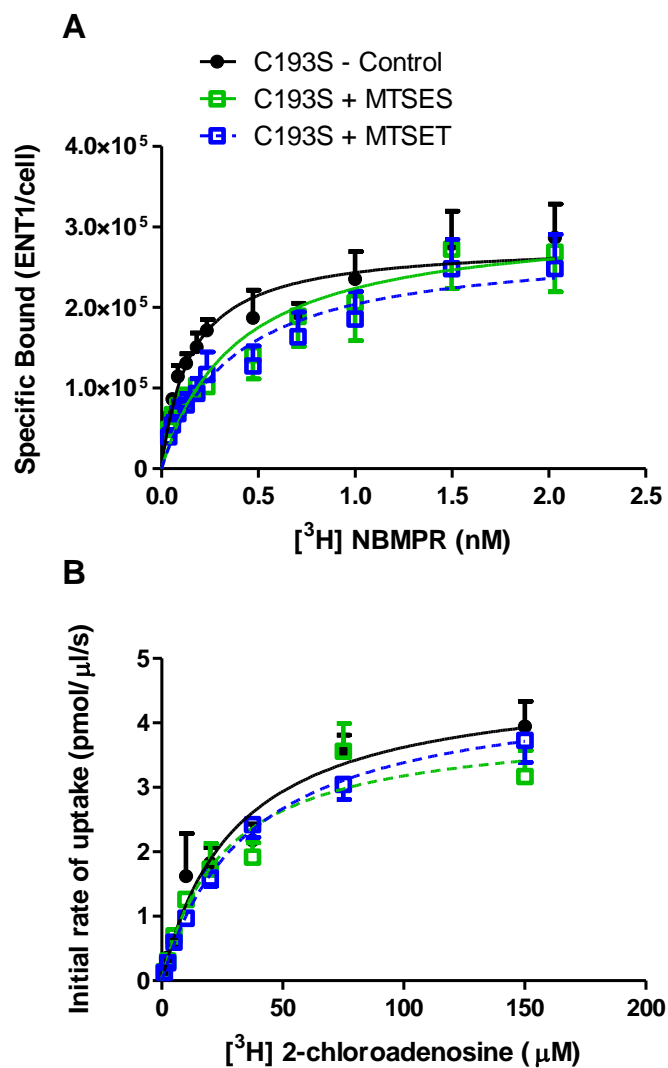 A
C193S - Control
C193S + MTSES
C193S + MTSET
4.0×10⁵
3.0×10⁵
2.0×10⁵
1.0×10⁵
0
Specific Bound (ENT1/cell)
0.0 0.5 1.0 1.5 2.0 2.5
[³H] NBMPR (nM)
B
5
4
3
2
1
0
Initial rate of uptake (pmol/µl/s)
0 50 100 150 200
[³H] 2-chloroadenosine ( µM)